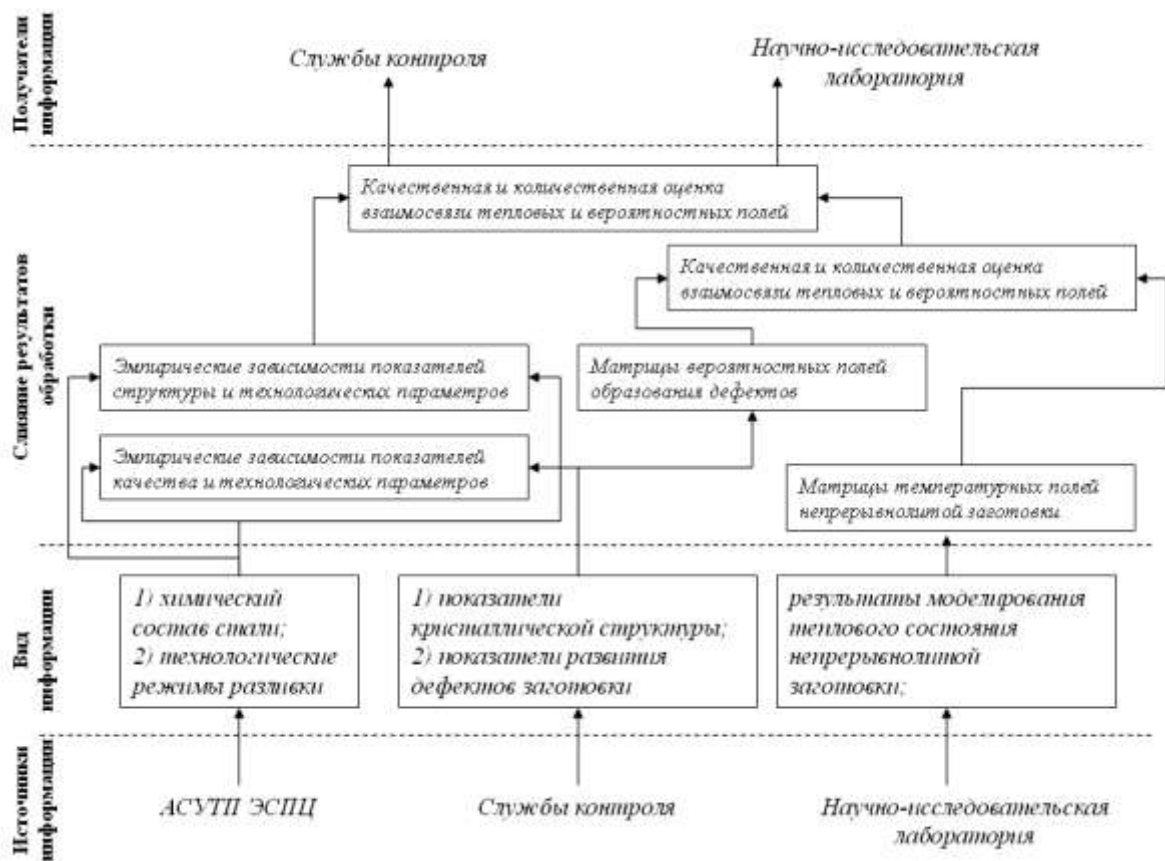 Получатели
информации
Службы контроля
Научно-исследовательская
лаборатория
Слияние результатов
обработки
Качественная и количественная оценка
взаимосвязи тепловых и вероятностных полей
Качественная и количественная оценка
взаимосвязи тепловых и вероятностных полей
Эмпирические зависимости показателей
структуры и технологических параметров
Матрицы вероятностных полей
образования дефектов
Эмпирические зависимости показателей
качества и технологических параметров
Матрицы температурных полей
непрерывнолитой заготовки
Вид
информации
1) химический
состав стали;
2) технологические
режимы разливки
1) показатели
кристаллической структуры;
2) показатели развития
дефектов заготовки
результаты моделирования
теплового состояния
непрерывнолитой
заготовки;
Источники
информации
АСУТП ЭСПЦ
Службы контроля
Научно-исследовательская
лаборатория